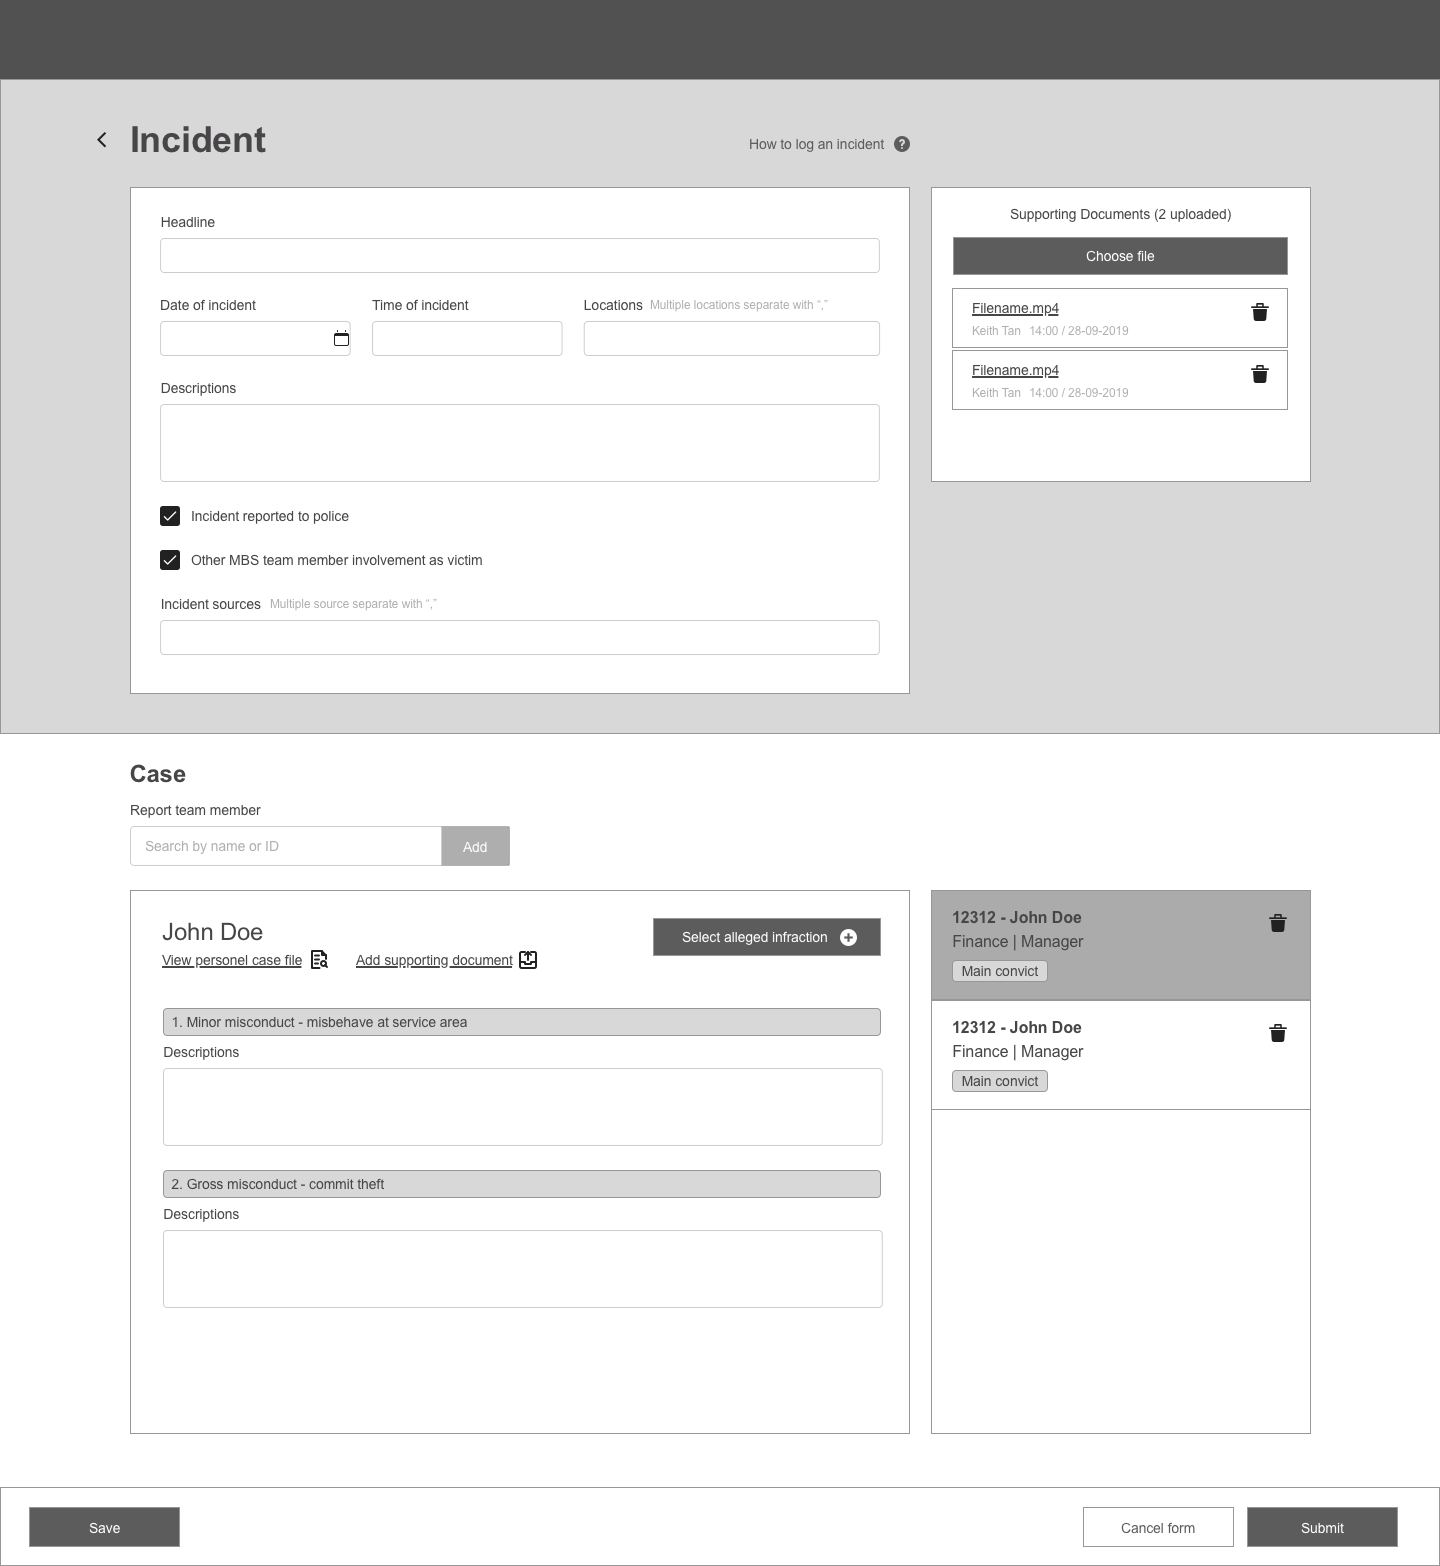 Incident
How to log an incident ?
Headline
Date of incident
Time of incident
Locations Multiple locations separate with “,”
Descriptions
Incident reported to police
Other MBS team member involvement as victim
Incident sources Multiple source separate with “,”
Supporting Documents (2 uploaded)
Choose file
Filename.mp4
Keith Tan 14:00 / 28-09-2019
Filename.mp4
Keith Tan 14:00 / 28-09-2019
Case
Report team member
Search by name or ID
Add
John Doe
Select alleged infraction
View personel case file
Add supporting document
1. Minor misconduct - misbehave at service area
Descriptions
2. Gross misconduct - commit theft
Descriptions
12312 - John Doe
Finance | Manager
Main convict
12312 - John Doe
Finance | Manager
Main convict
Save
Cancel form
Submit